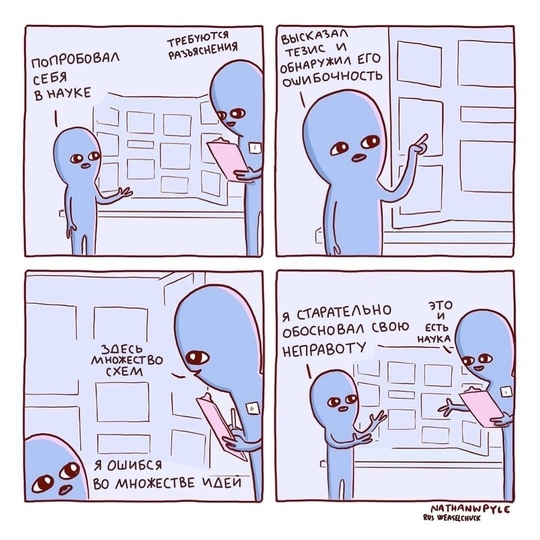 ПОПРОБОВАЛ
СЕБЯ
В НАУКЕ
ТРЕБУЮТСЯ
РАЗЪЯСНЕНИЯ
ВЫСКАЗАЛ
ТЕЗИС И
ОБНАРУЖИЛ ЕГО
ОШИБОЧНОСТЬ
ЗДЕСЬ
МНОЖЕСТВО
СХЕМ
Я ОШИБСЯ
ВО МНОЖЕСТВЕ ИДЕЙ
Я СТАРАТЕЛЬНО
ОБОСНОВАЛ СВОЮ
НЕПРАВОТУ
ЭТО
И
ЕСТЬ
НАУКА
NATHANWPYLE
RUS WEASELCHUCK